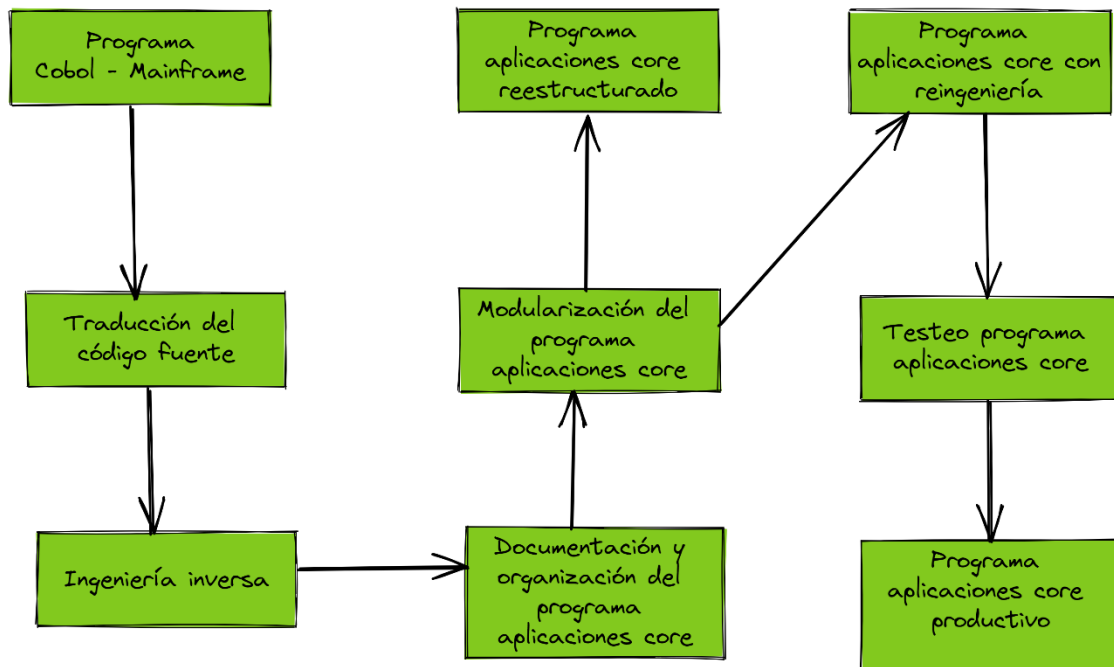 Programa
Cobol - Mainframe
Traducción del
código fuente
Ingeniería inversa
Documentación y
organización del
programa
aplicaciones core
Modularización del
programa
aplicaciones core
Programa
aplicaciones core
reestructurado
Programa
aplicaciones core con
reingeniería
Testeo programa
aplicaciones core
Programa
aplicaciones core
productivo